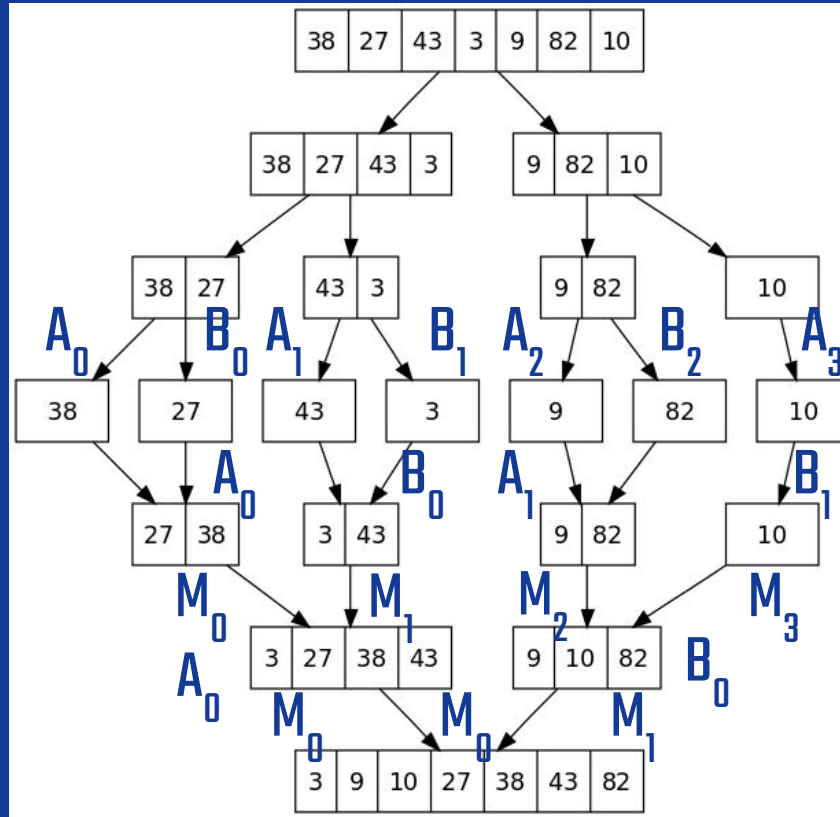 38 27 43 3 9 82 10
38 27 43 3 9 82 10
38 27 43 3 9 82 10
A0 B0 A1 B1 A2 B2 A3
38 27 43 3 9 82 10
A0 B0 A1 B1
27 38 3 43 9 82 10
M0 M1 M2 M3
3 27 38 43 9 10 82
A0 B0
M0 M0 M1
3 9 10 27 38 43 82